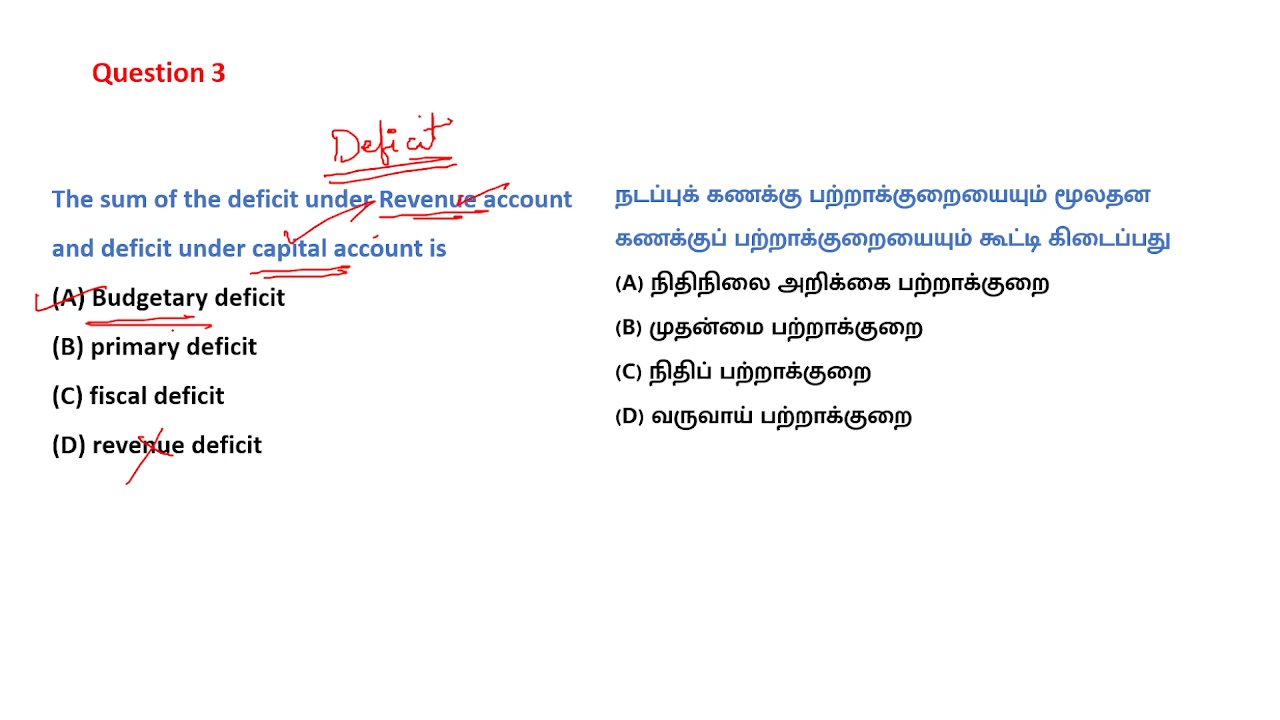 Question 3
Deficit
The sum of the deficit under Revenue account
and deficit under capital account is
(A) Budgetary deficit
(B) primary deficit
(C) fiscal deficit
(D) revenue deficit
நடப்புக் கணக்கு பற்றாக்குறையையும் மூலதன
கணக்குப் பற்றாக்குறையையும் கூட்டி கிடைப்பது
(A) நிதிநிலை அறிக்கை பற்றாக்குறை
(B) முதன்மை பற்றாக்குறை
(C) நிதிப் பற்றாக்குறை
(D) வருவாய் பற்றாக்குறை